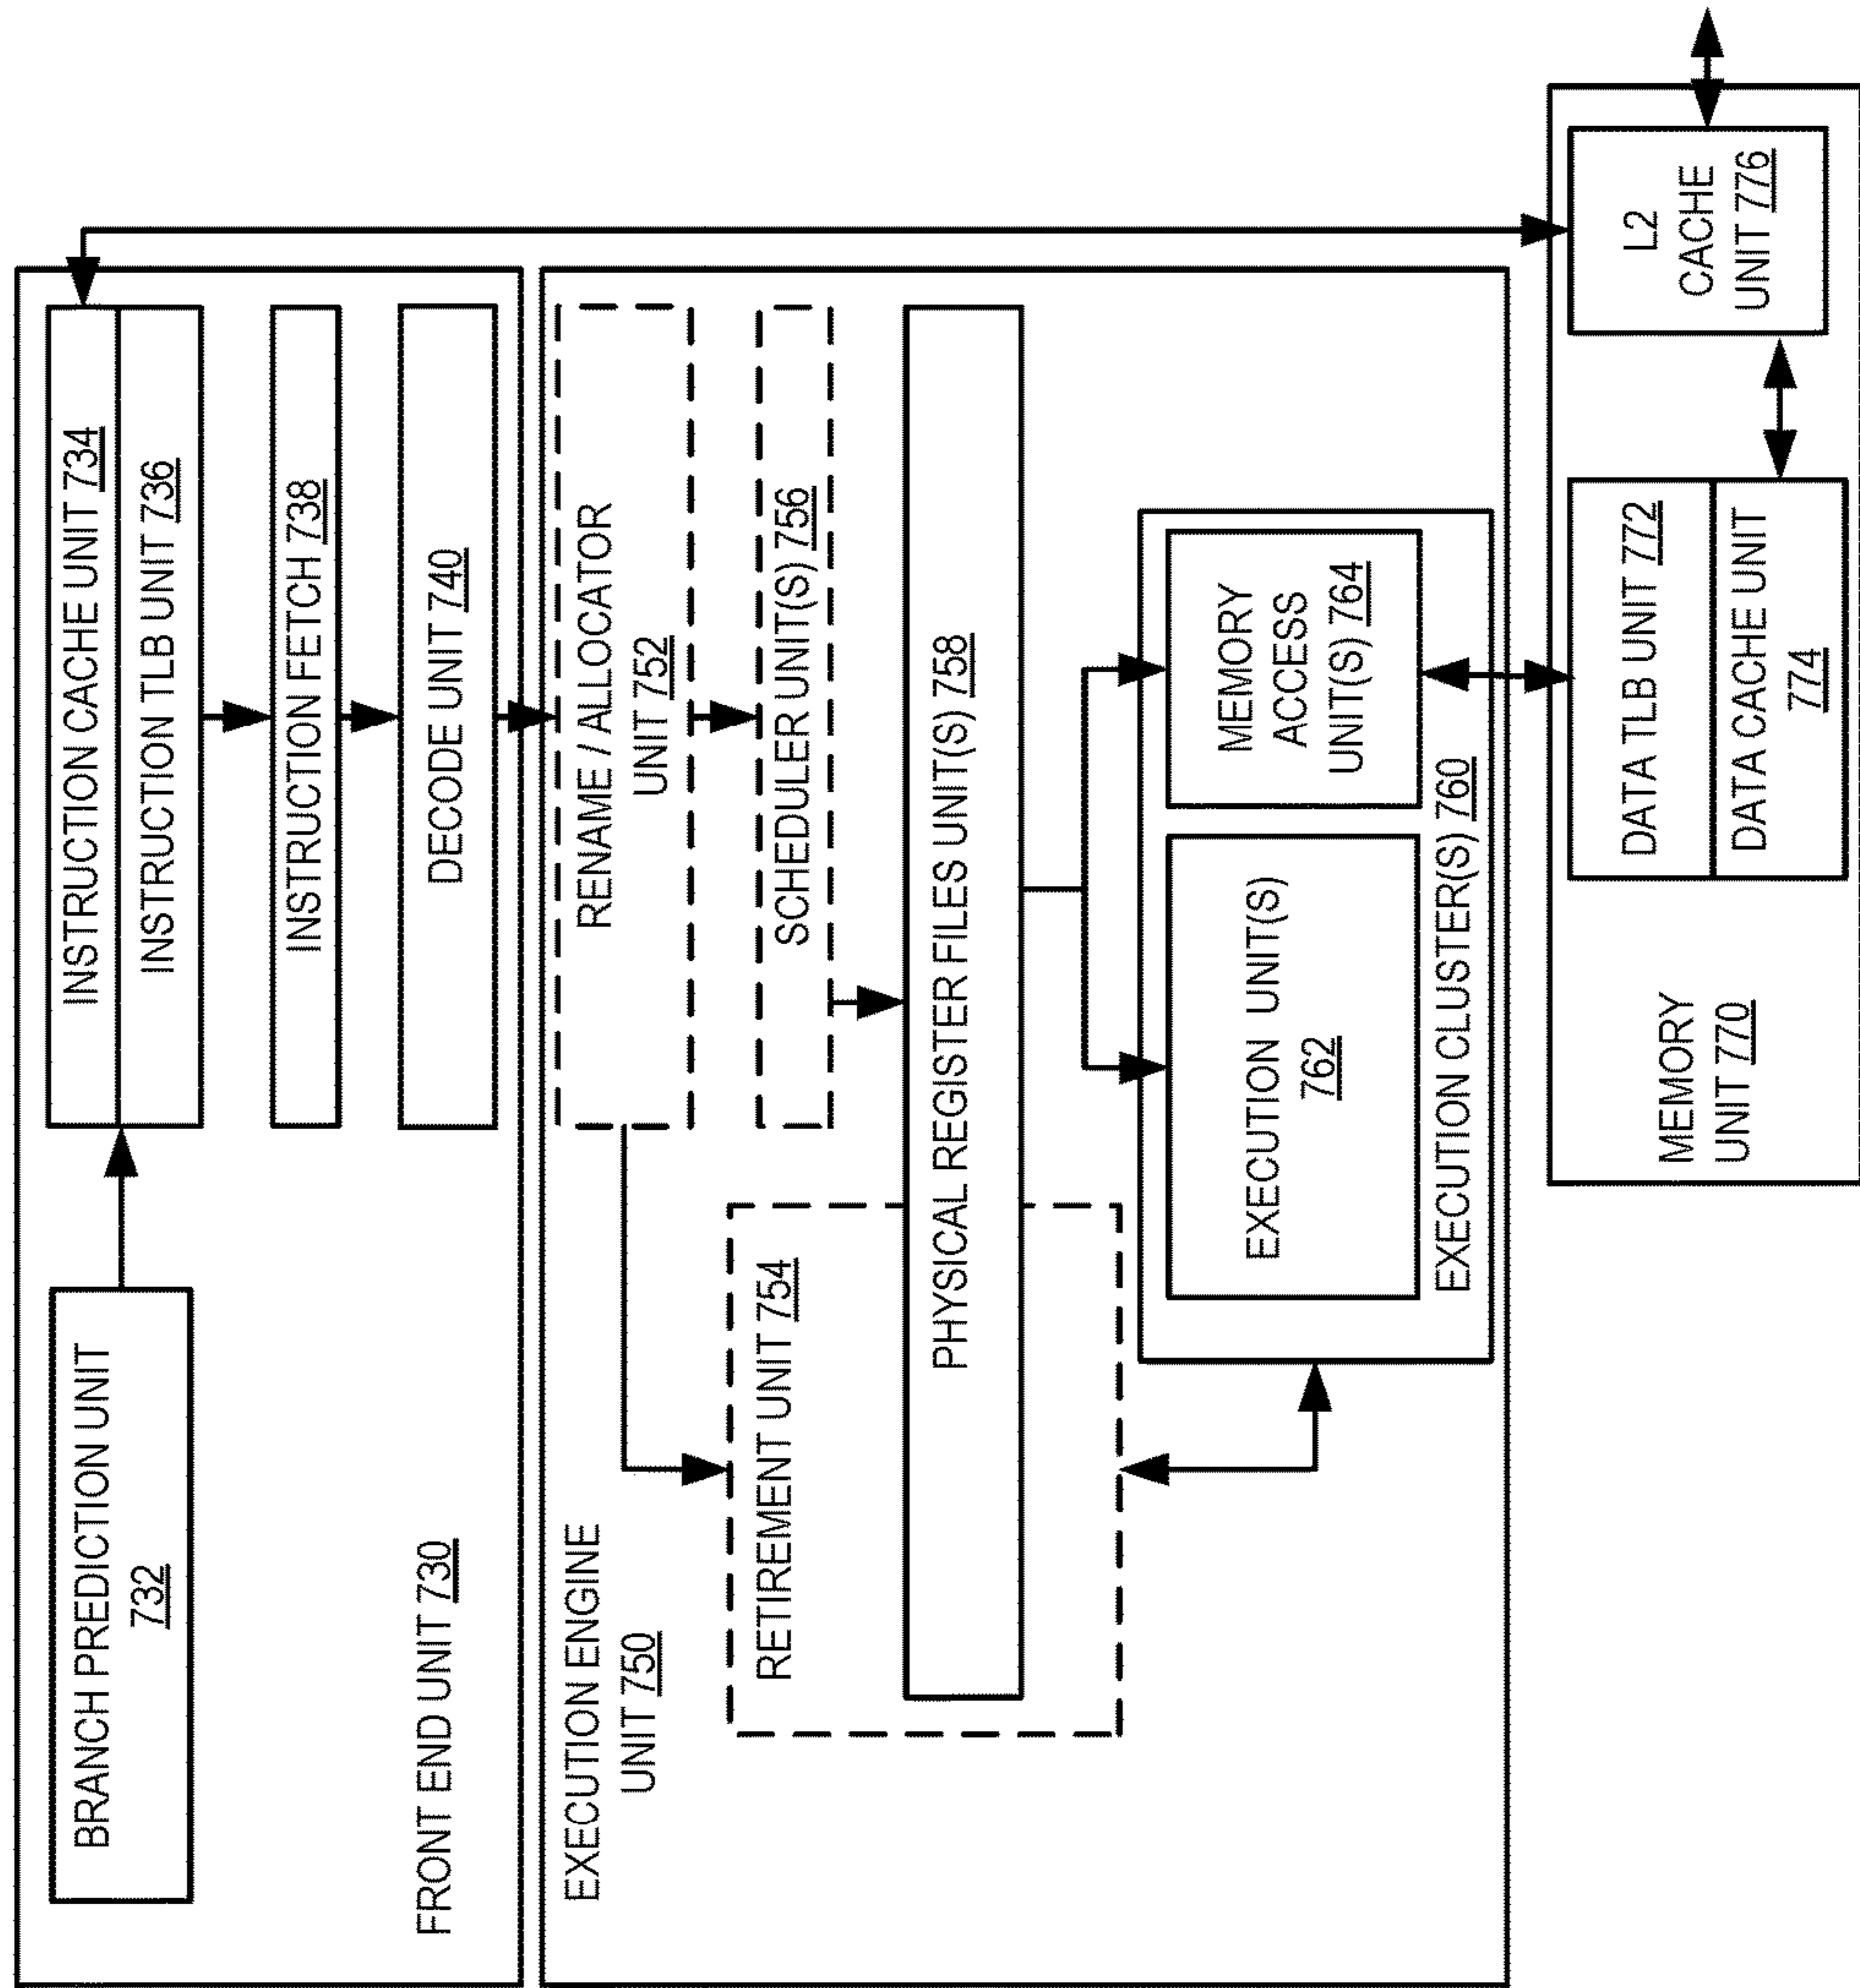 BRANCH PREDICTION UNIT
732
INSTRUCTION CACHE UNIT 734
INSTRUCTION TLB UNIT 736
INSTRUCTION FETCH 738
DECODE UNIT 740
FRONT END UNIT 730
EXECUTION ENGINE
UNIT 750
RENAME / ALLOCATOR
UNIT 752
RETIREMENT UNIT 754
SCHEDULER UNIT(S) 756
PHYSICAL REGISTER FILES UNIT(S) 758
EXECUTION UNIT(S)
762
MEMORY
ACCESS
UNIT(S) 764
EXECUTION CLUSTER(S) 760
MEMORY
UNIT 770
DATA TLB UNIT 772
DATA CACHE UNIT
774
L2
CACHE
UNIT 776